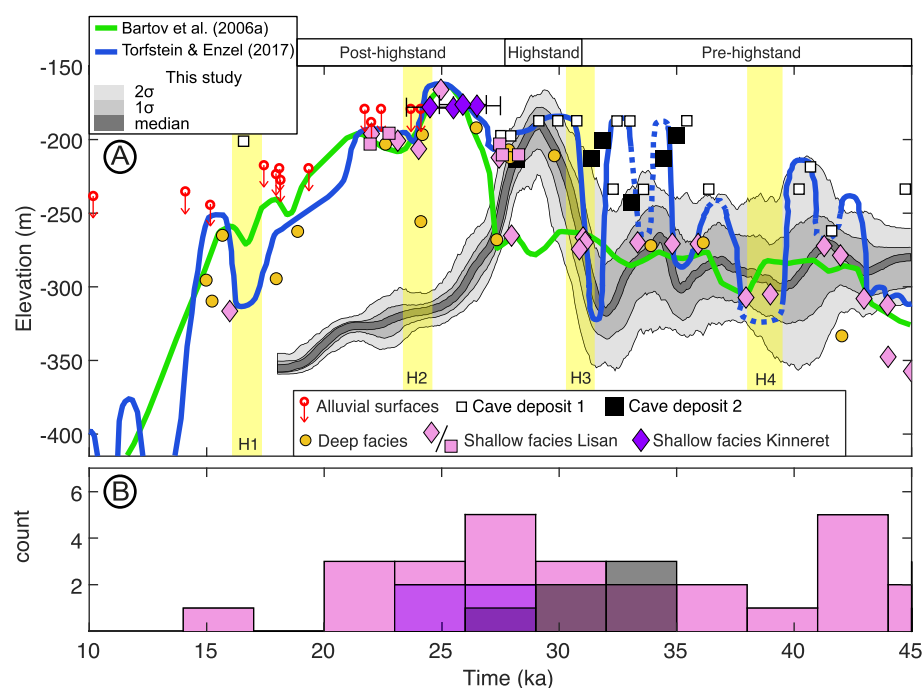 Bartov et al. (2006a)
Torfstein & Enzel (2017)
This study
2σ
1σ
median
Post-highstand
Highstand
Pre-highstand
A
Elevation (m)
-150
-200
-250
-300
-350
-400
H1
H2
H3
H4
Alluvial surfaces
Cave deposit 1
Cave deposit 2
Deep facies
/
Shallow facies Lisan
Shallow facies Kinneret
B
count
6
4
2
10
15
20
25
30
35
40
45
Time (ka)